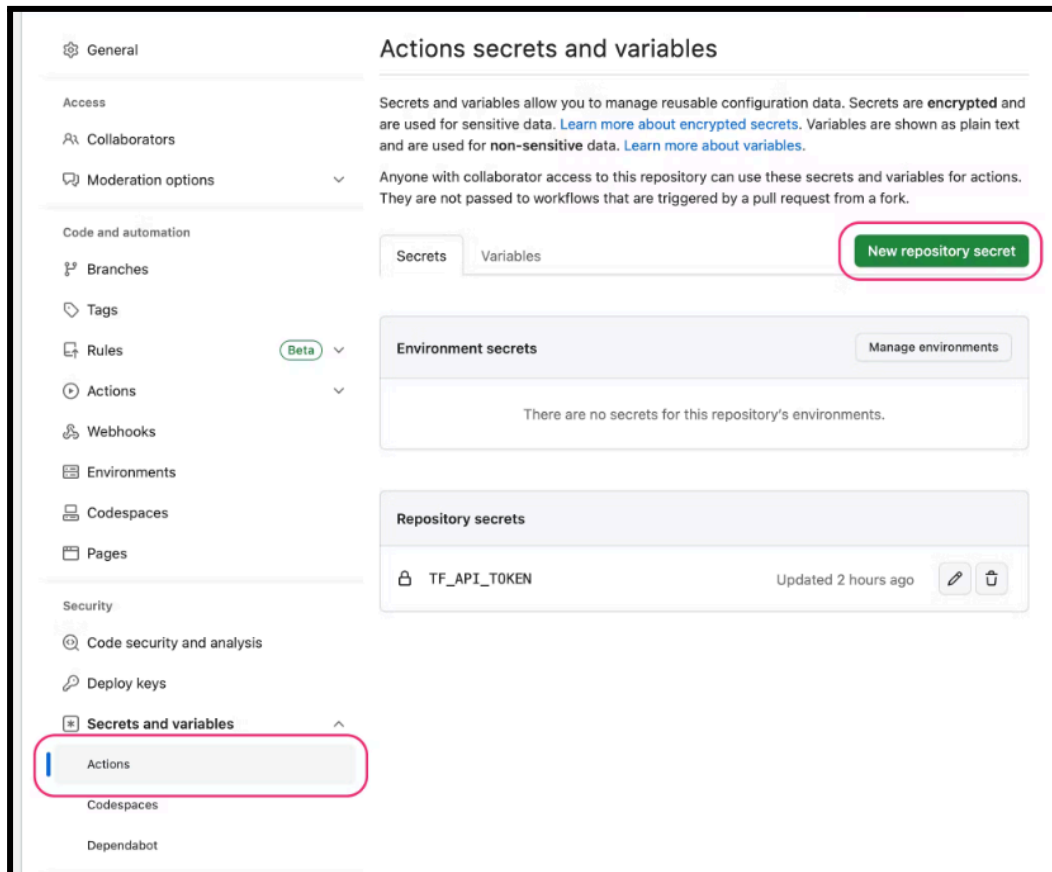 General
Access
Collaborators
Moderation options
Code and automation
Branches
Tags
Rules
Beta
Actions
Webhooks
Environments
Codespaces
Pages
Security
Code security and analysis
Deploy keys
Secrets and variables
Actions
Codespaces
Dependabot
Actions secrets and variables
Secrets and variables allow you to manage reusable configuration data. Secrets are encrypted and
are used for sensitive data. Learn more about encrypted secrets. Variables are shown as plain text
and are used for non-sensitive data. Learn more about variables.
Anyone with collaborator access to this repository can use these secrets and variables for actions.
They are not passed to workflows that are triggered by a pull request from a fork.
Secrets
Variables
New repository secret
Environment secrets
Manage environments
There are no secrets for this repository's environments.
Repository secrets
TF_API_TOKEN
Updated 2 hours ago